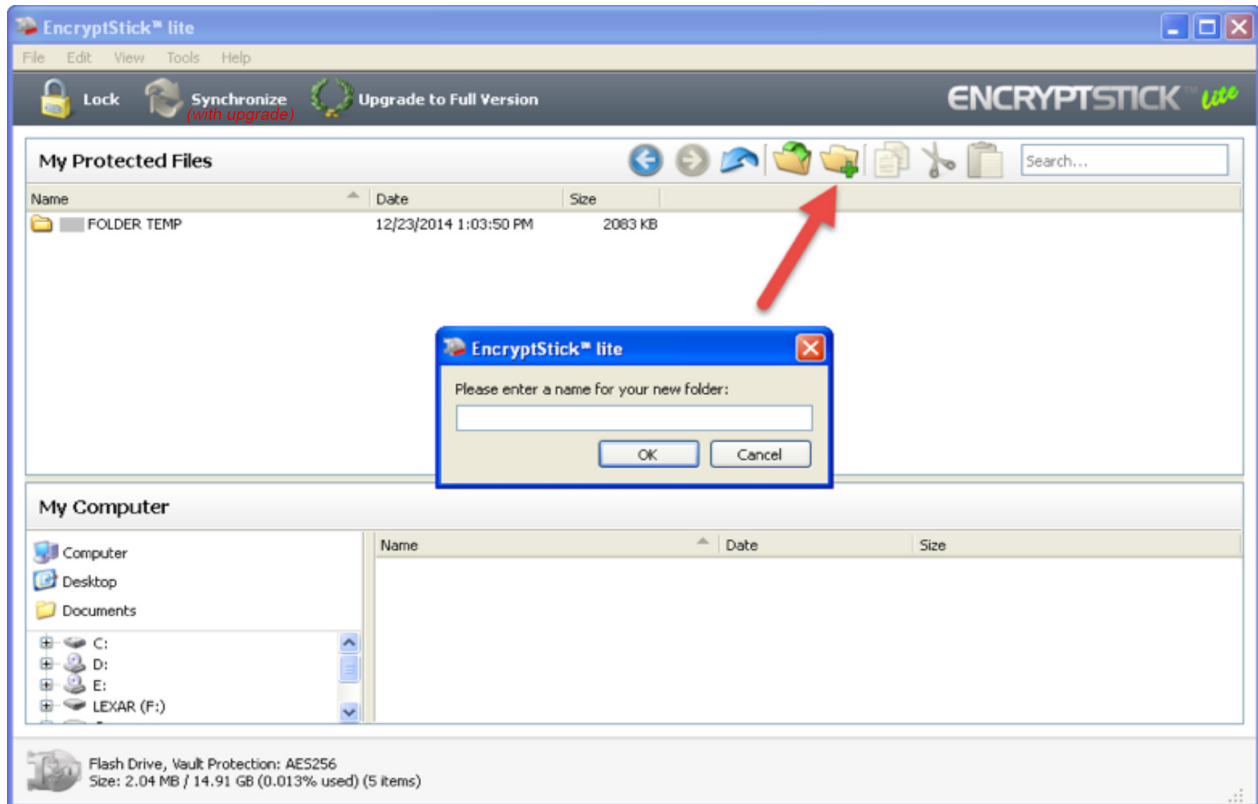 EncryptStick™ lite
File Edit View Tools Help
Lock Synchronize (with upgrade) Upgrade to Full Version ENCRYPTSTICK™ lite
My Protected Files Search...
Name Date Size
FOLDER TEMP 12/23/2014 1:03:50 PM 2083 KB
EncryptStick™ lite
Please enter a name for your new folder:
OK Cancel
My Computer
Computer
Desktop
Documents
C:
D:
E:
LEXAR (F:)
Name Date Size
Flash Drive, Vault Protection: AES256
Size: 2.04 MB / 14.91 GB (0.013% used) (5 items)